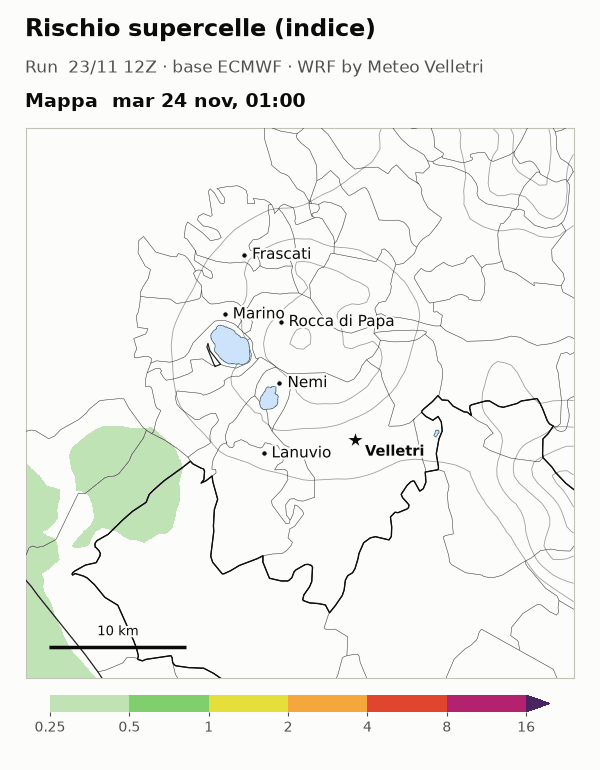 Rischio supercelle (indice)
Run  23/11 12Z · base ECMWF · WRF by Meteo Velletri
Mappa  mar 24 nov, 01:00
Frascati
Marino
Rocca di Papa
Nemi
Velletri
Lanuvio
10 km
0.25 0.5 1 2 4 8 16